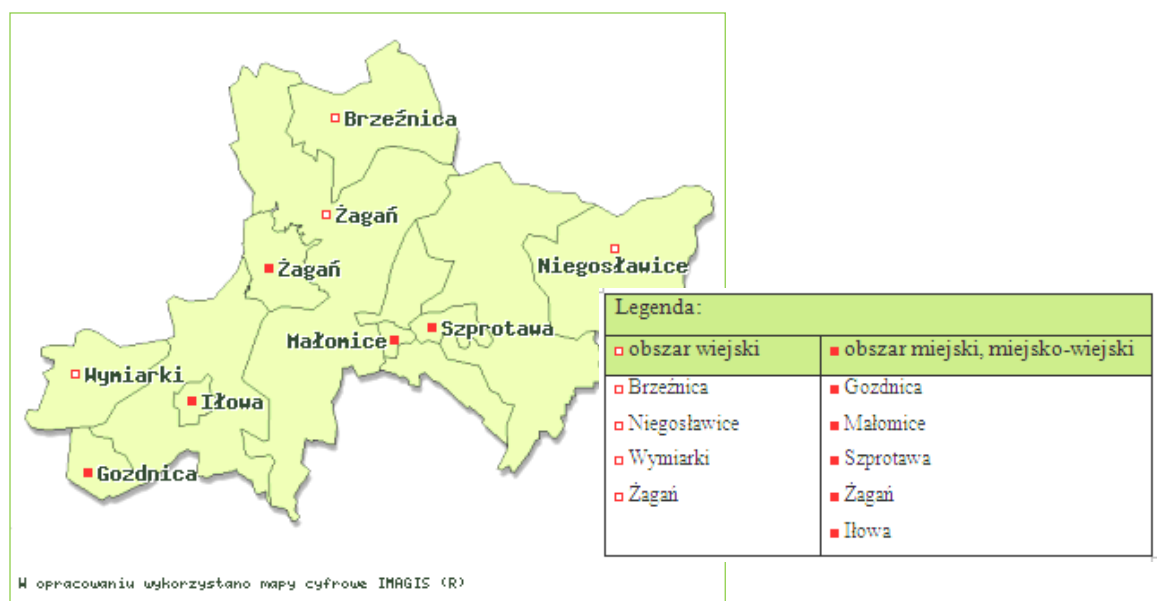 Brzeźnica
Żagań
Niegosławice
Żagań
Szprotawa
Małomice
Wymiarki
Iłowa
Gozdnica
W opracowaniu wykorzystano mapy cyfrowe IMAGIS (R)
Legenda:
obszar wiejski
obszar miejski, miejsko-wiejski
Brzeźnica
Gozdnica
Niegosławice
Małomice
Wymiarki
Szprotawa
Żagań
Żagań
Iłowa